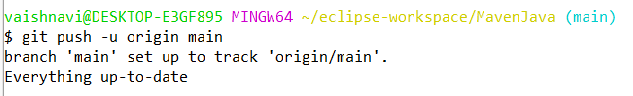 vaishnavi@DESKTOP-E3GF895 MINGW64 ~/eclipse-workspace/MavenJava (main)
$ git push -u origin main
branch 'main' set up to track 'origin/main'.
Everything up-to-date